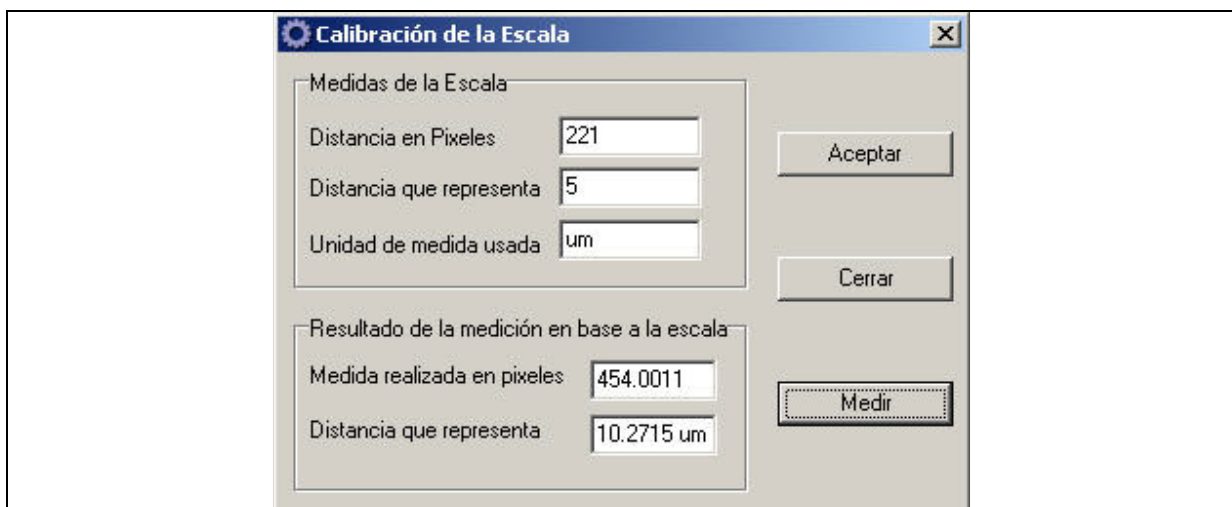 Calibración de la Escala
Medidas de la Escala
Distancia en Pixeles 221
Distancia que representa 5
Unidad de medida usada um
Aceptar
Cerrar
Resultado de la medición en base a la escala
Medida realizada en pixeles 454.0011
Distancia que representa 10.2715 um
Medir